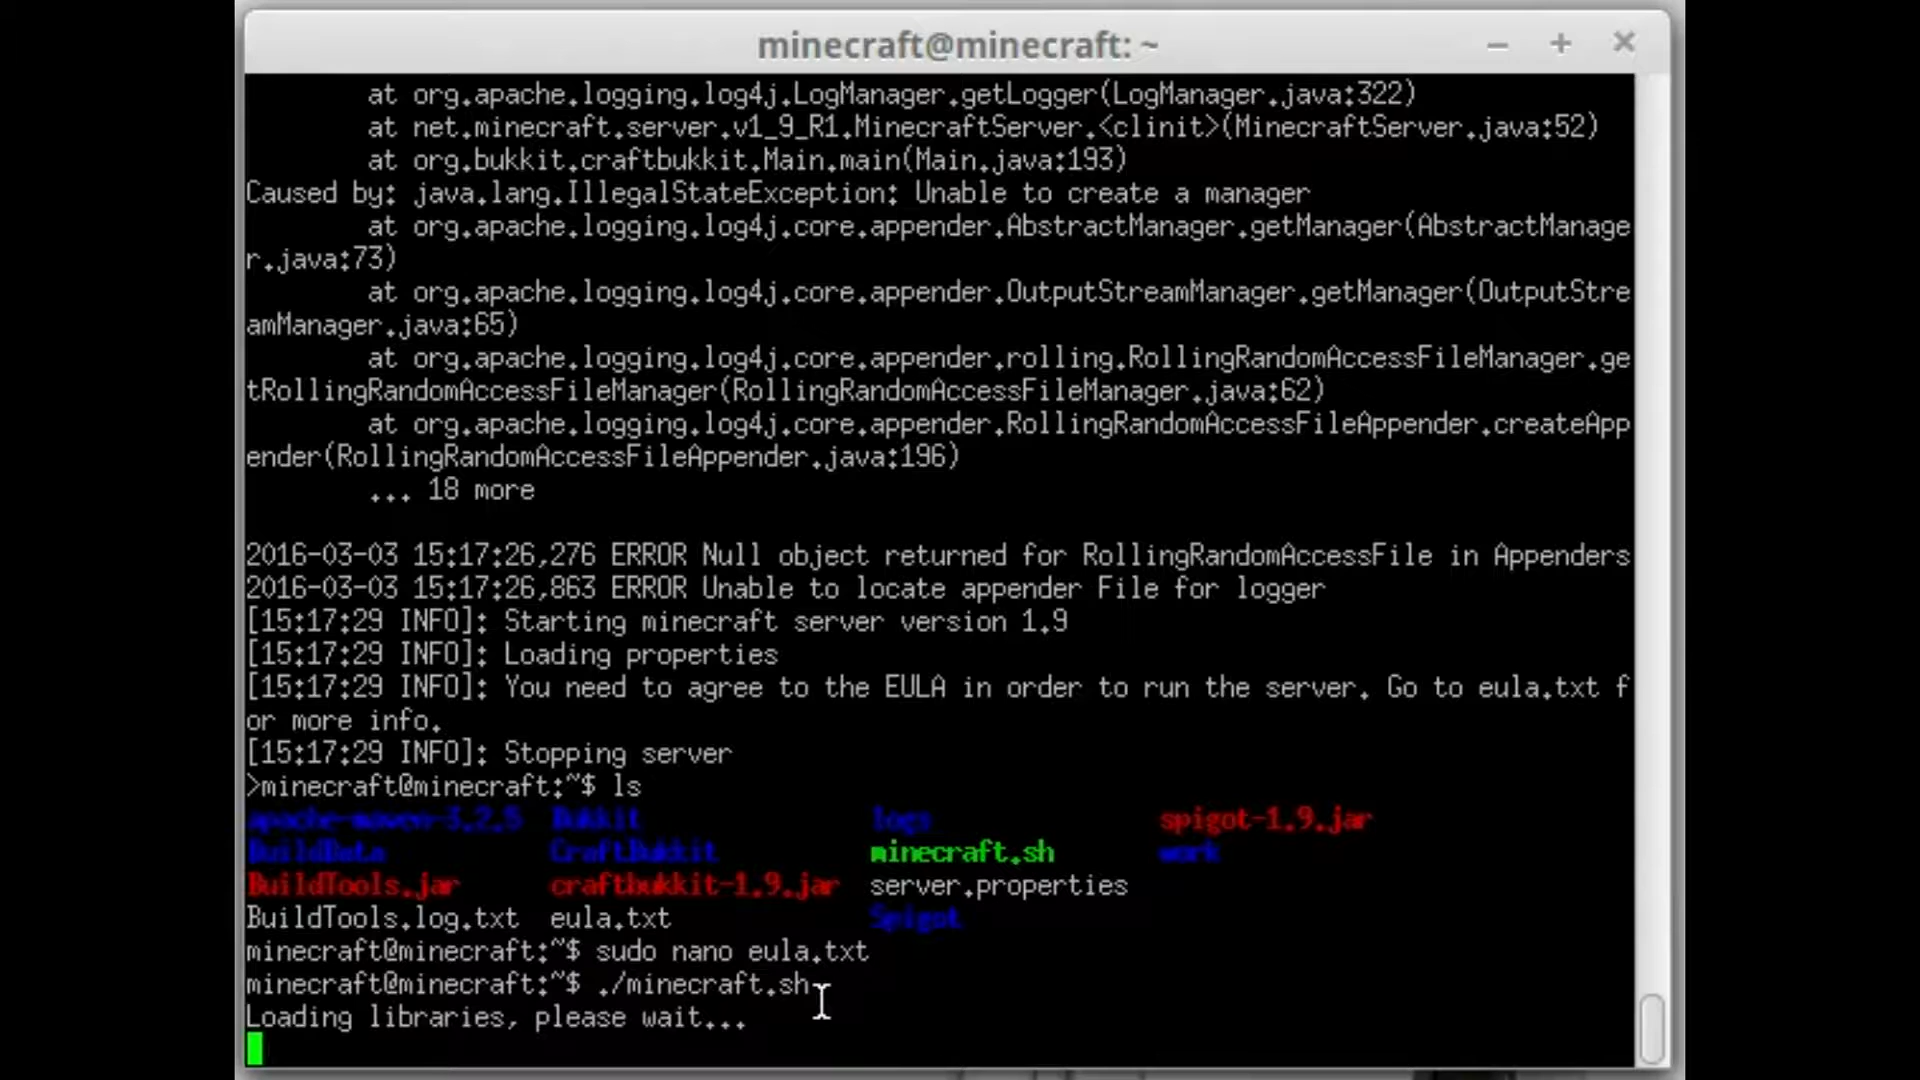 minecraft@minecraft: ~
at org.apache.logging.log4j.LogManager.getLogger(LogManager.java:322)
at net.minecraft.server.v1_9_R1.MinecraftServer.<clinit>(MinecraftServer.java:52)
at org.bukkit.craftbukkit.Main.main(Main.java:193)
Caused by: java.lang.IllegalStateException: Unable to create a manager
at org.apache.logging.log4j.core.appender.AbstractManager.getManager(AbstractManage
r.java:73)
at org.apache.logging.log4j.core.appender.OutputStreamManager.getManager(OutputStre
amManager.java:65)
at org.apache.logging.log4j.core.appender.rolling.RollingRandomAccessFileManager.ge
tRollingRandomAccessFileManager(RollingRandomAccessFileManager.java:62)
at org.apache.logging.log4j.core.appender.RollingRandomAccessFileAppender.createApp
ender(RollingRandomAccessFileAppender.java:196)
... 18 more
2016-03-03 15:17:26,276 ERROR Null object returned for RollingRandomAccessFile in Appenders
2016-03-03 15:17:26,863 ERROR Unable to locate appender File for logger
[15:17:29 INFO]: Starting minecraft server version 1.9
[15:17:29 INFO]: Loading properties
[15:17:29 INFO]: You need to agree to the EULA in order to run the server. Go to eula.txt f
or more info.
[15:17:29 INFO]: Stopping server
>minecraft@minecraft:~$ ls
apache-maven-3.2.5 Bukkit logs spigot-1.9.jar
BuildData CraftBukkit minecraft.sh work
BuildTools.jar craftbukkit-1.9.jar server.properties
BuildTools.log.txt eula.txt Spigot
minecraft@minecraft:~$ sudo nano eula.txt
minecraft@minecraft:~$ ./minecraft.sh
Loading libraries, please wait...